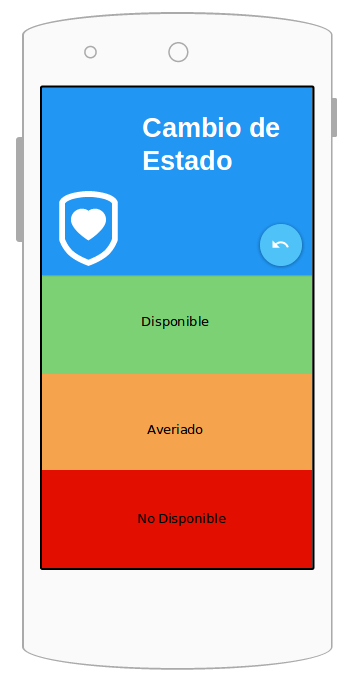 Cambio de
Estado
Disponible
Averiado
No Disponible